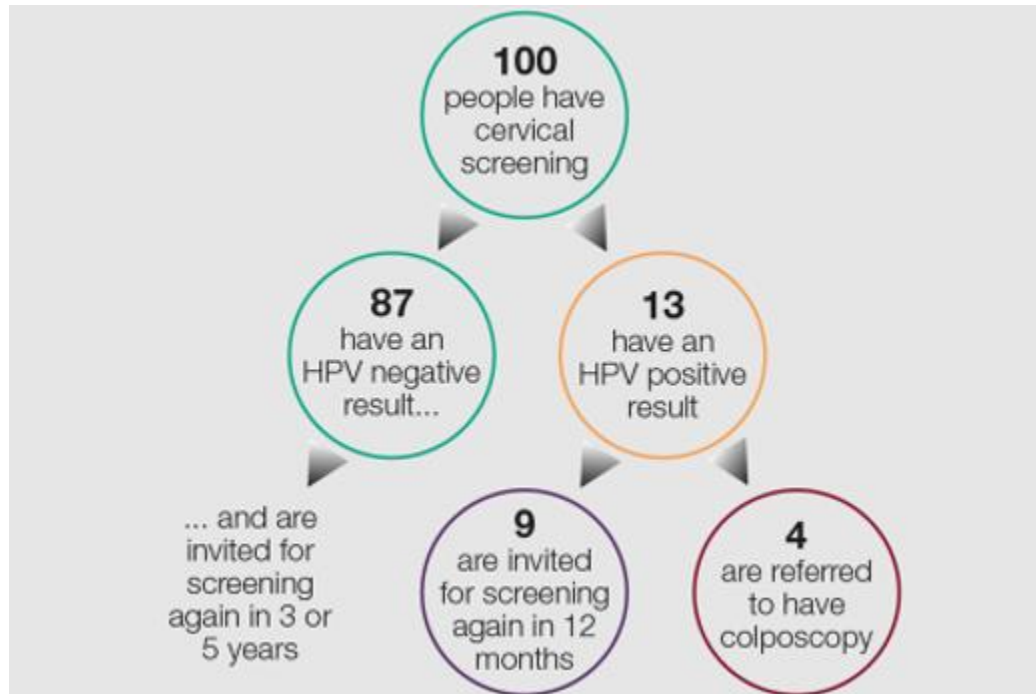 100
people have
cervical
screening
87
have an
HPV negative
result...
13
have an
HPV positive
result
... and are
invited for
screening
again in 3 or
5 years
9
are invited
for screening
again in 12
months
4
are referred
to have
colposcopy